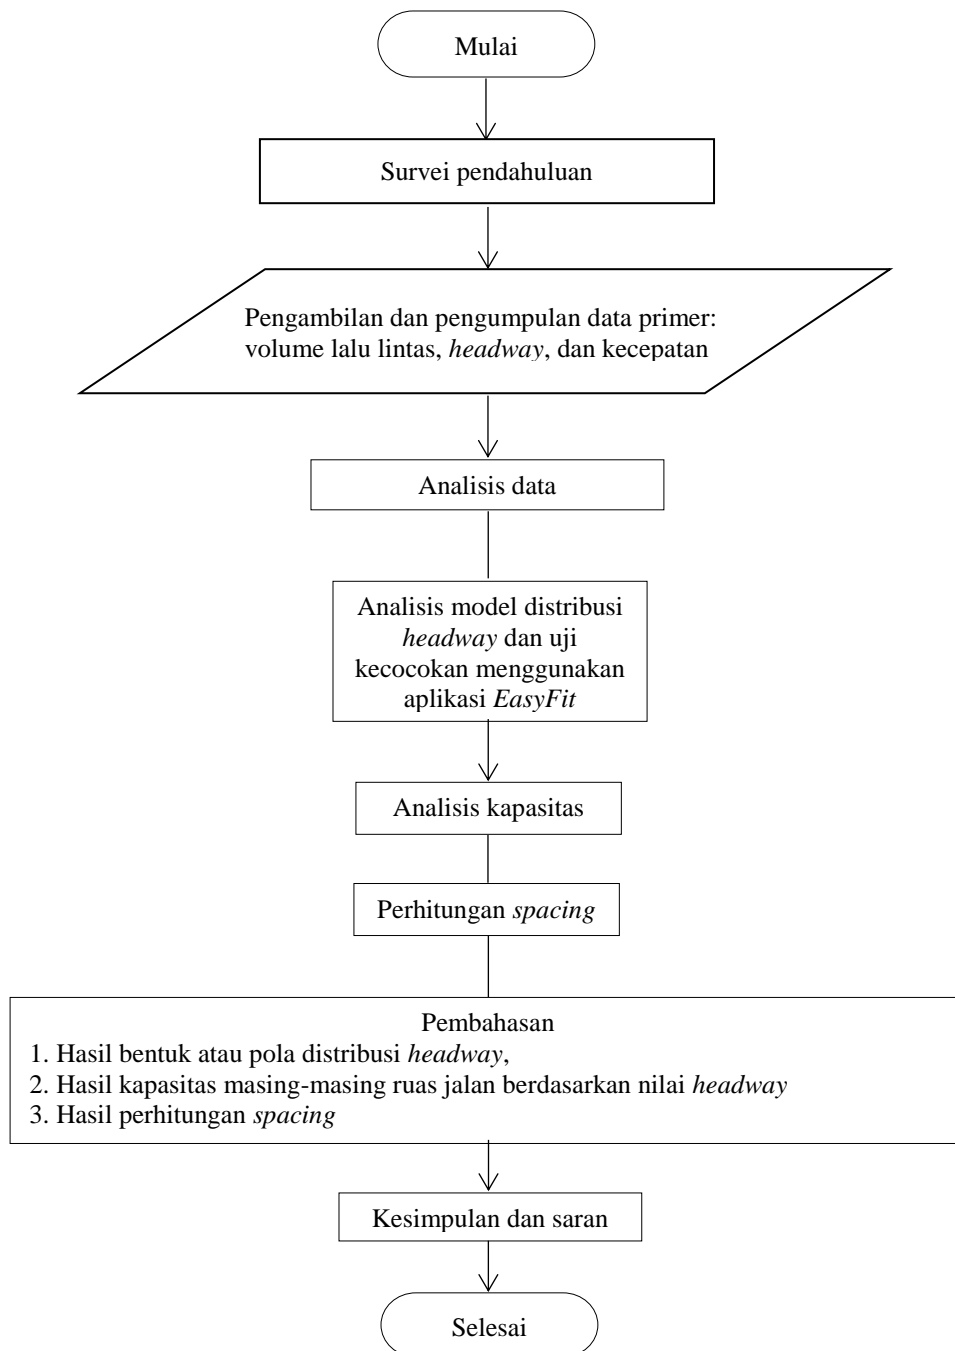 Mulai
Survei pendahuluan
Pengambilan dan pengumpulan data primer:
volume lalu lintas, headway, dan kecepatan
Analisis data
Analisis model distribusi
headway dan uji
kecocokan menggunakan
aplikasi EasyFit
Analisis kapasitas
Perhitungan spacing
Pembahasan
1. Hasil bentuk atau pola distribusi headway,
2. Hasil kapasitas masing-masing ruas jalan berdasarkan nilai headway
3. Hasil perhitungan spacing
Kesimpulan dan saran
Selesai